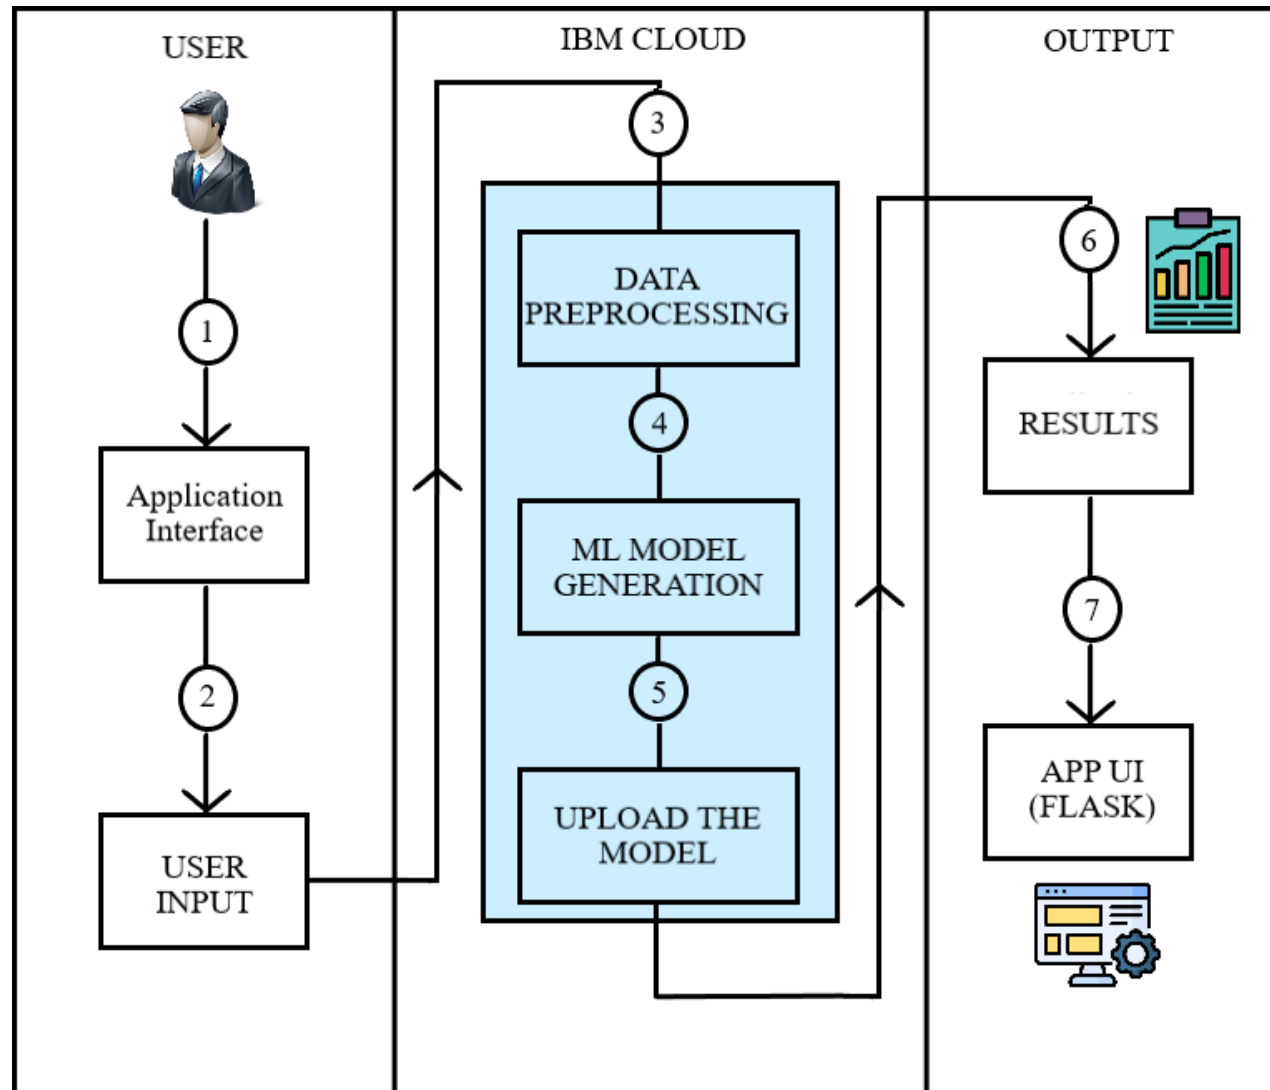 USER
1
Application
Interface
2
USER
INPUT
IBM CLOUD
3
DATA
PREPROCESSING
4
ML MODEL
GENERATION
5
UPLOAD THE
MODEL
OUTPUT
6
RESULTS
7
APP UI
(FLASK)